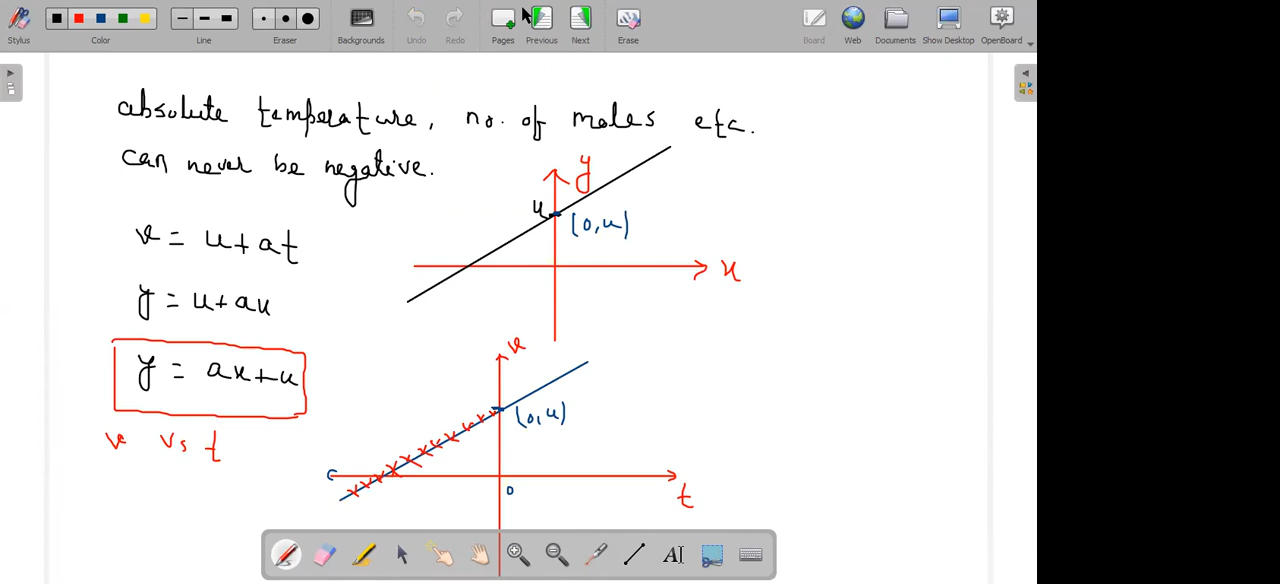 Stylus Color Line Eraser Backgrounds Undo Redo Pages Previous Next Erase Board Web Documents Show Desktop OpenBoard
absolute temperature, no. of moles etc.
can never be negative.
y
u
(0,u)
x
v = u+at
y = u+ax
y = ax+u
v vs t
v
(0,u)
0
t
AI